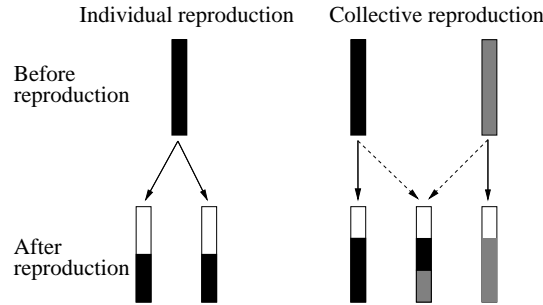 Individual reproduction
Collective reproduction
Before
reproduction
After
reproduction